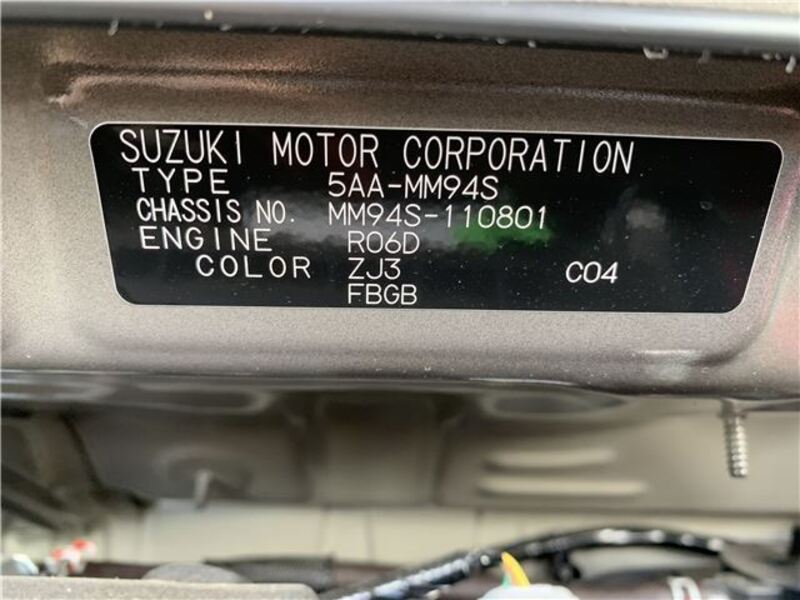 SUZUKI MOTOR CORPORATION
TYPE 5AA-MM94S
CHASSIS NO. MM94S-110801
ENGINE R06D
COLOR ZJ3 C04
FBGB